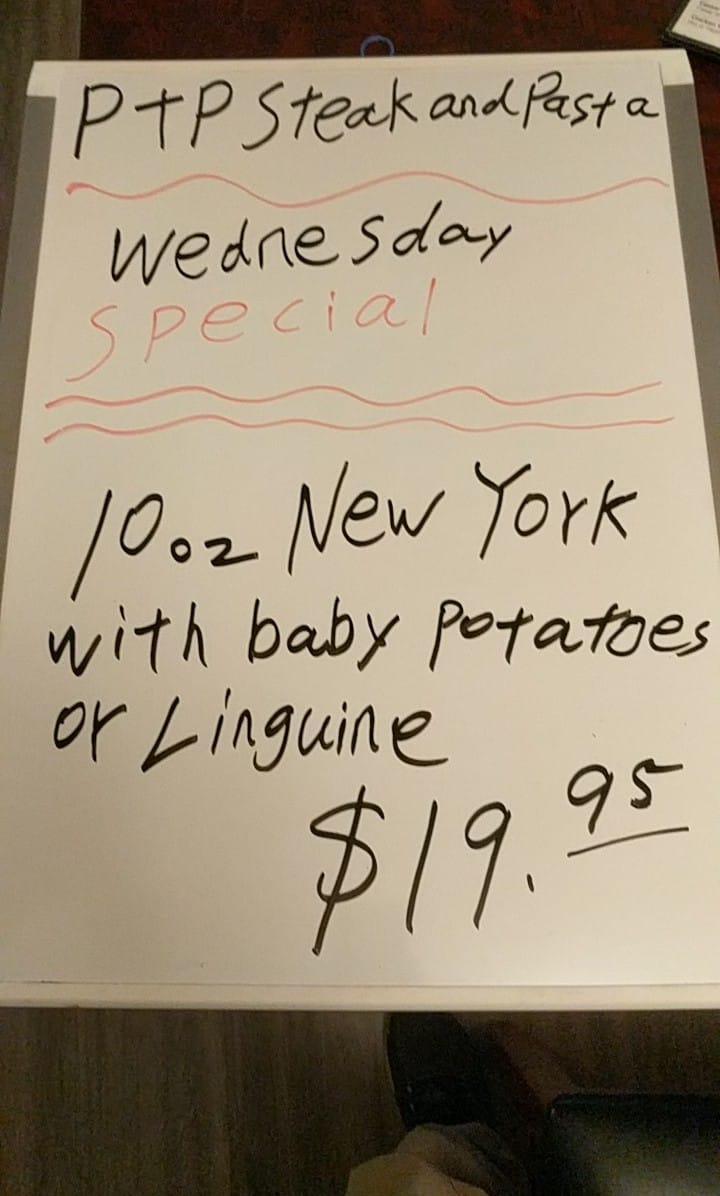 P+P Steak and Pasta
Wednesday
Special
10oz New York
with baby potatoes
or Linguine
$19.95